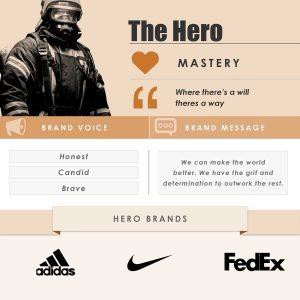 The Hero
MASTERY
Where there's a will
theres a way
BRAND VOICE
BRAND MESSAGE
Honest
Candid
Brave
We can make the world
better. We have the grit and
determination to outwork the rest.
HERO BRANDS
adidas
FedEx